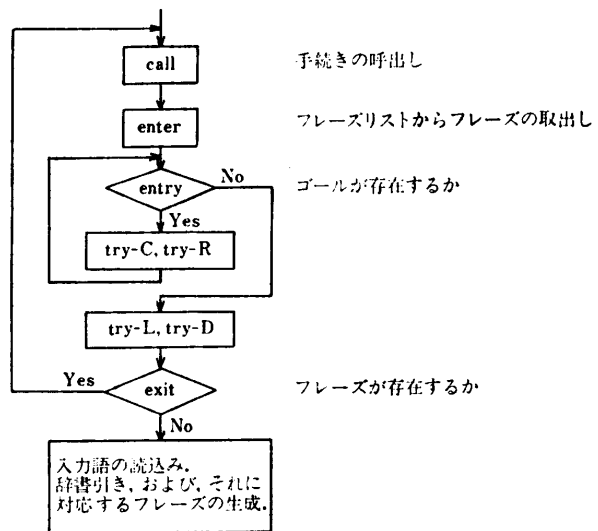 call
手続きの呼出し
enter
フレーズリストからフレーズの取出し
entry
No
ゴールが存在するか
Yes
try-C, try-R
try-L, try-D
Yes
exit
フレーズが存在するか
No
入力語の読込み.
辞書引き, および, それに
対応するフレーズの生成.